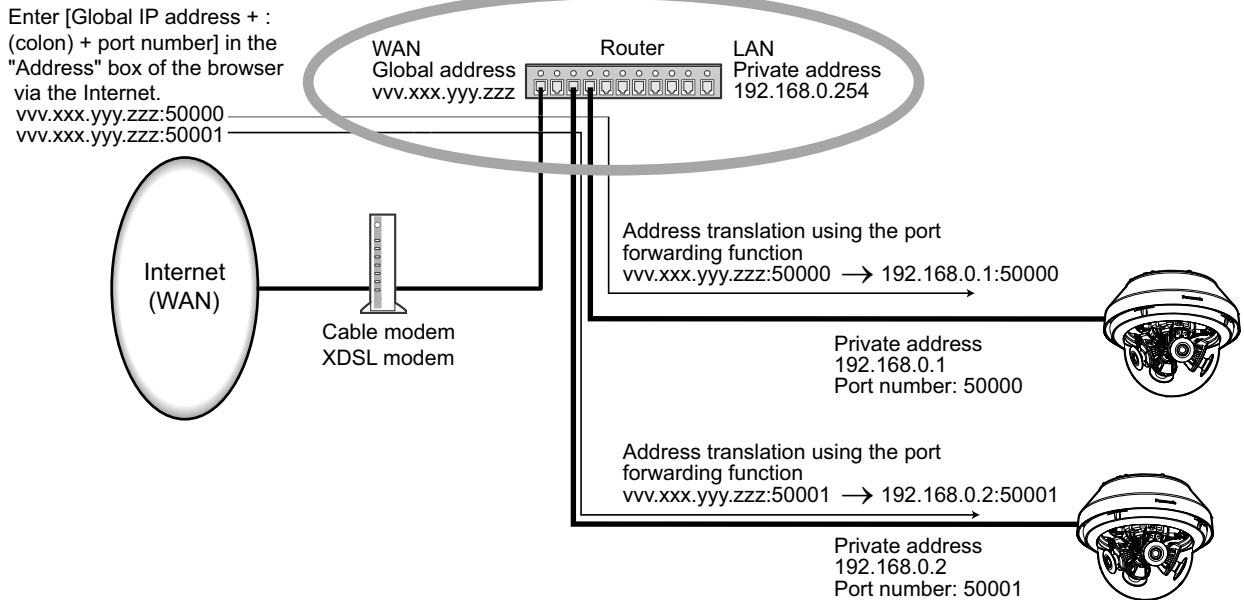 Enter [Global IP address + :
(colon) + port number] in the
"Address" box of the browser
via the Internet.
vvv.xxx.yyy.zzz:50000
vvv.xxx.yyy.zzz:50001
WAN
Global address
vvv.xxx.yyy.zzz
Router
LAN
Private address
192.168.0.254
Internet
(WAN)
Cable modem
XDSL modem
Address translation using the port
forwarding function
vvv.xxx.yyy.zzz:50000 → 192.168.0.1:50000
Private address
192.168.0.1
Port number: 50000
Address translation using the port
forwarding function
vvv.xxx.yyy.zzz:50001 → 192.168.0.2:50001
Private address
192.168.0.2
Port number: 50001